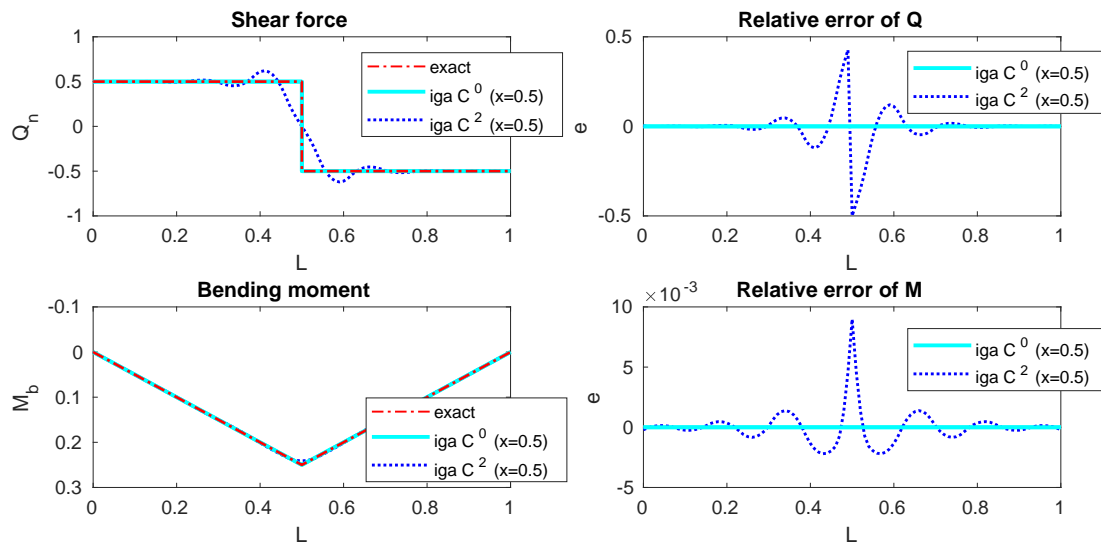 Shear force
1
0.5
0
-0.5
-1
Q_n
0 0.2 0.4 0.6 0.8 1
L
exact
iga C^0 (x=0.5)
iga C^2 (x=0.5)
Relative error of Q
0.5
0
-0.5
e
0 0.2 0.4 0.6 0.8 1
L
iga C^0 (x=0.5)
iga C^2 (x=0.5)
Bending moment
-0.1
0
0.1
0.2
0.3
M_b
0 0.2 0.4 0.6 0.8 1
L
exact
iga C^0 (x=0.5)
iga C^2 (x=0.5)
Relative error of M
×10^-3
10
5
0
-5
e
0 0.2 0.4 0.6 0.8 1
L
iga C^0 (x=0.5)
iga C^2 (x=0.5)